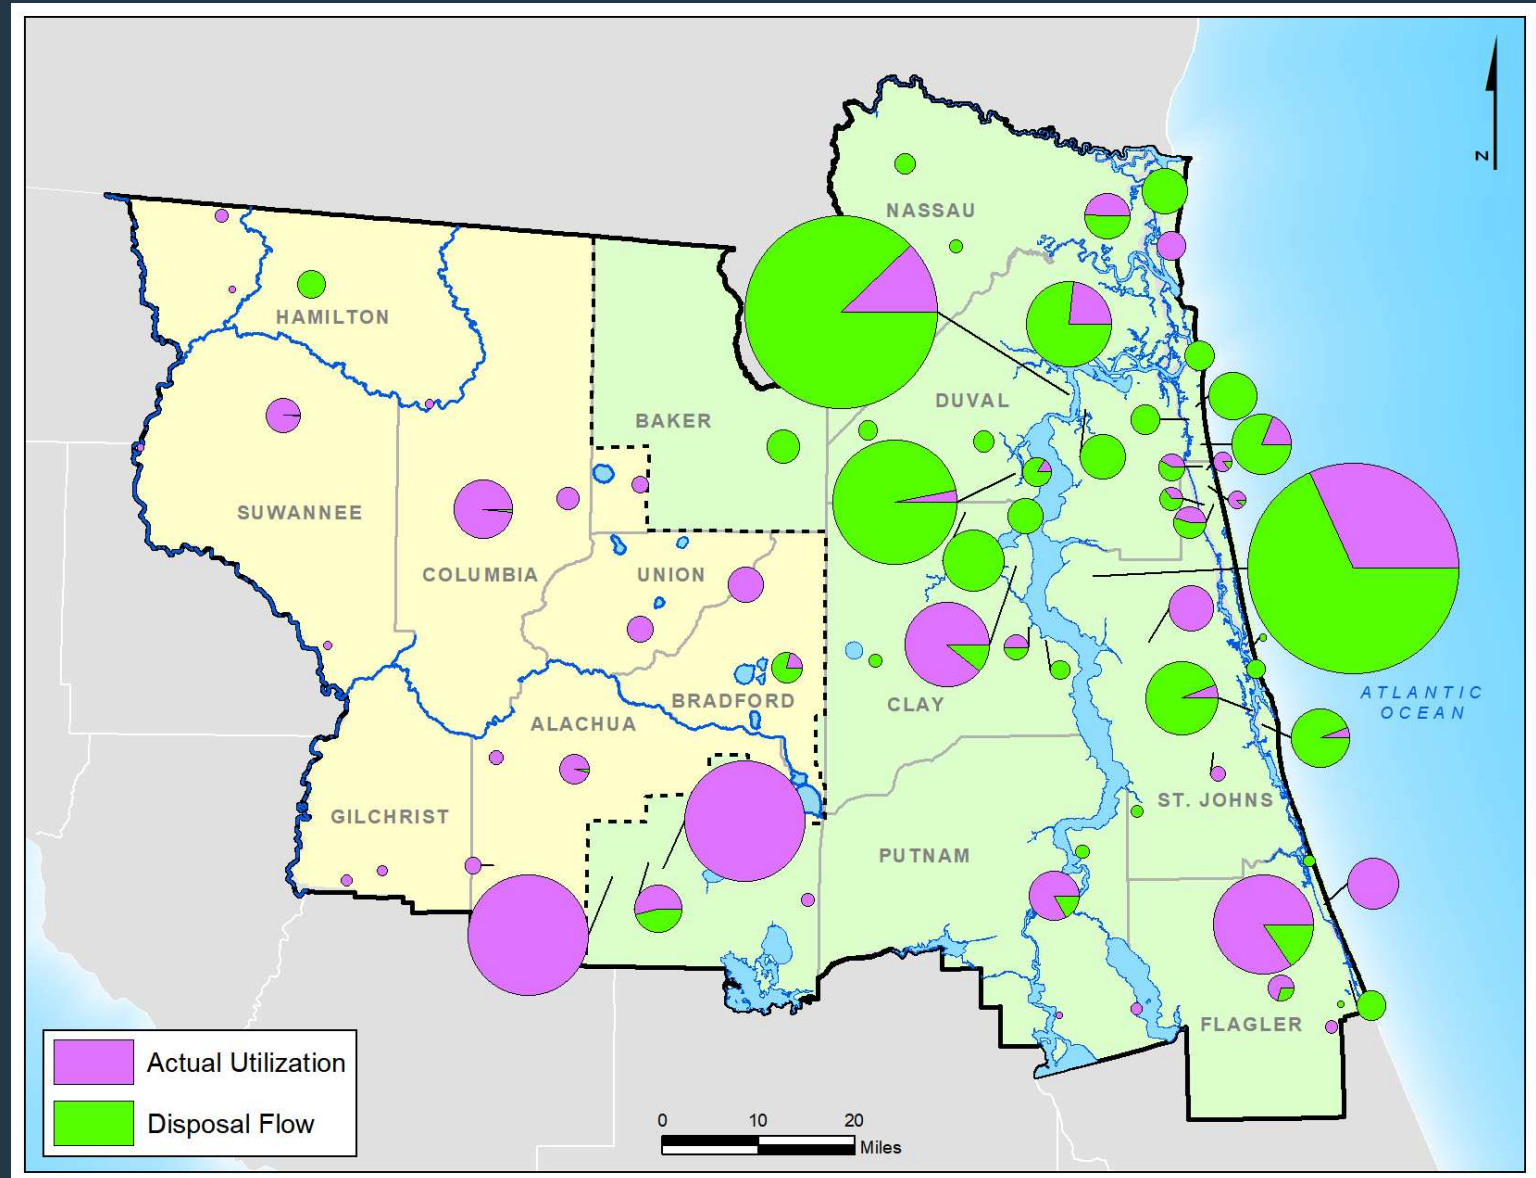 N
NASSAU
HAMILTON
DUVAL
BAKER
SUWANNEE
COLUMBIA
UNION
ATLANTIC
OCEAN
BRADFORD
CLAY
ALACHUA
ST. JOHNS
GILCHRIST
PUTNAM
FLAGLER
Actual Utilization
Disposal Flow
0 10 20
Miles